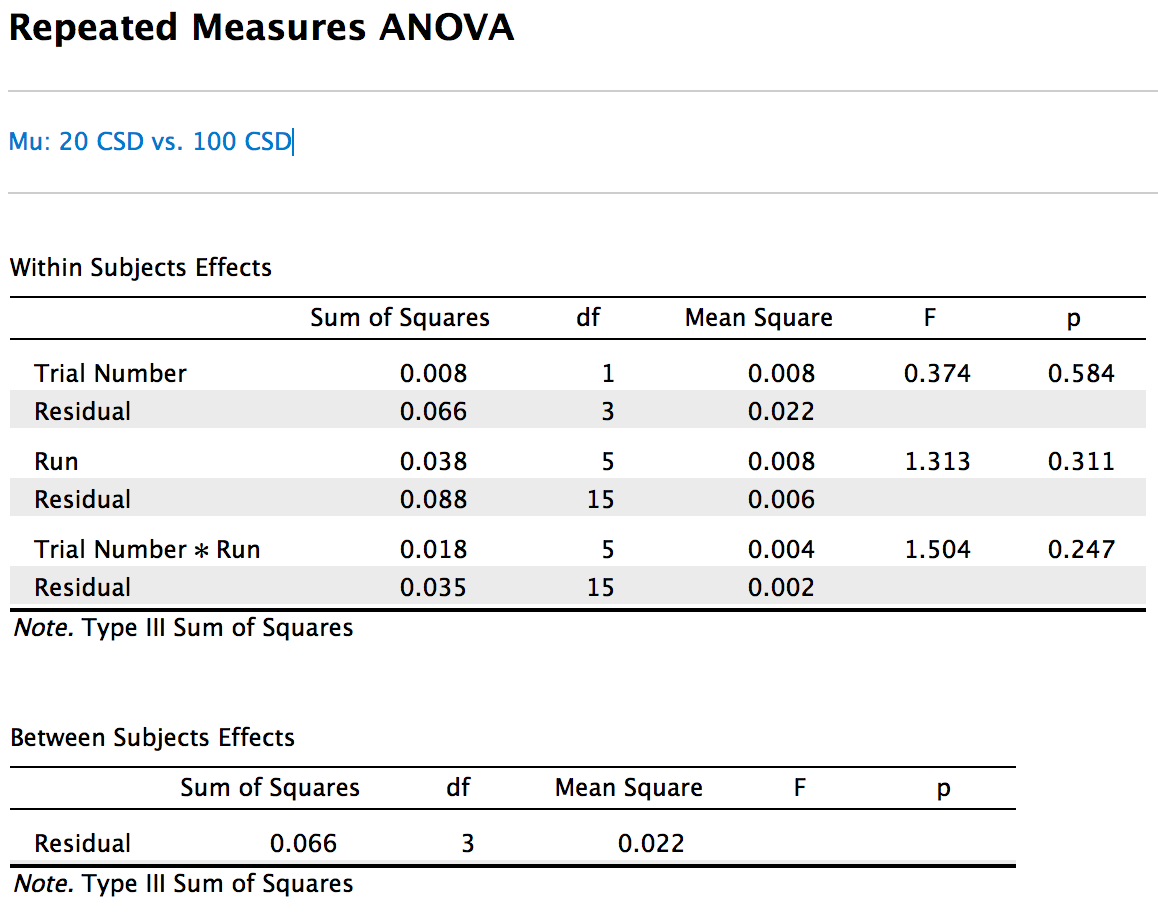 Repeated Measures ANOVA
Mu: 20 CSD vs. 100 CSD
Within Subjects Effects
Sum of Squares df Mean Square F p
Trial Number 0.008 1 0.008 0.374 0.584
Residual 0.066 3 0.022
Run 0.038 5 0.008 1.313 0.311
Residual 0.088 15 0.006
Trial Number * Run 0.018 5 0.004 1.504 0.247
Residual 0.035 15 0.002
Note. Type III Sum of Squares
Between Subjects Effects
Sum of Squares df Mean Square F p
Residual 0.066 3 0.022
Note. Type III Sum of Squares